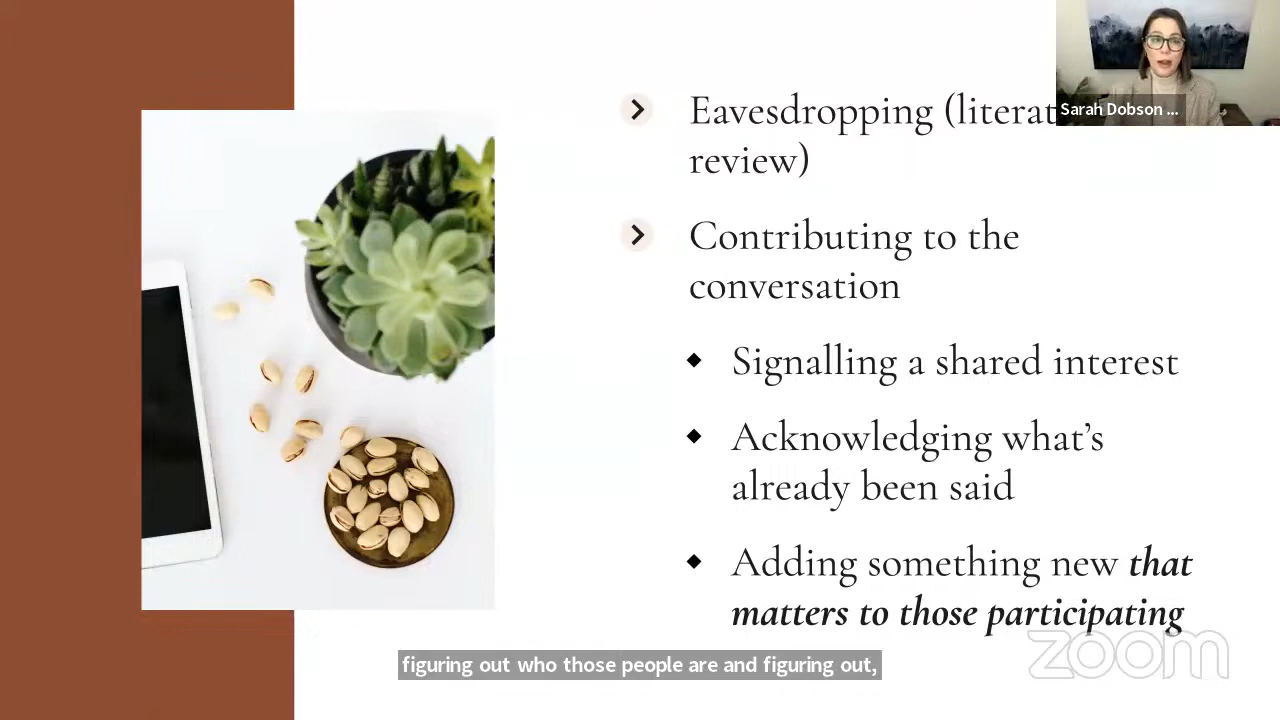 Eavesdropping (literat
review)
Contributing to the
conversation
Signalling a shared interest
Acknowledging what’s
already been said
Adding something new that
matters to those participating
Sarah Dobson ...
figuring out who those people are and figuring out,
zoom